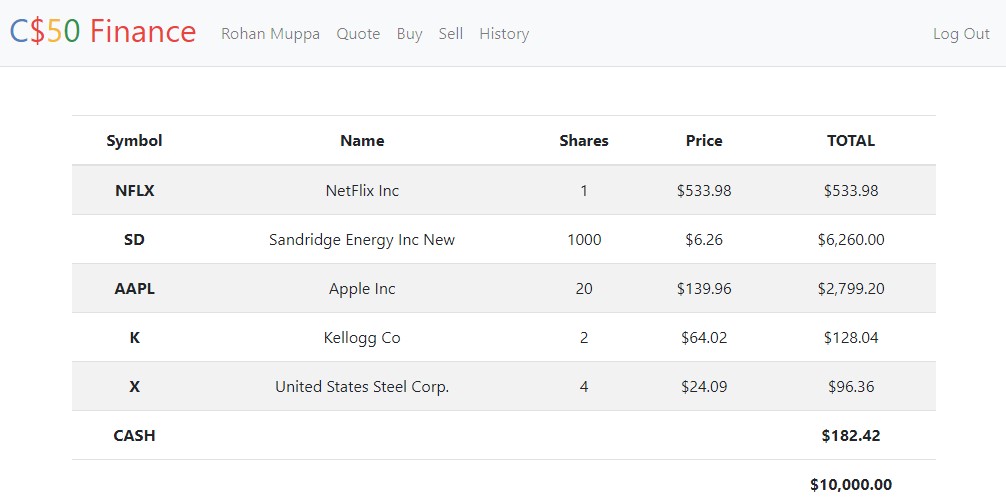 C$50 Finance Rohan Muppa Quote Buy Sell History Log Out
Symbol Name Shares Price TOTAL
NFLX NetFlix Inc 1 $533.98 $533.98
SD Sandridge Energy Inc New 1000 $6.26 $6,260.00
AAPL Apple Inc 20 $139.96 $2,799.20
K Kellogg Co 2 $64.02 $128.04
X United States Steel Corp. 4 $24.09 $96.36
CASH $182.42
$10,000.00